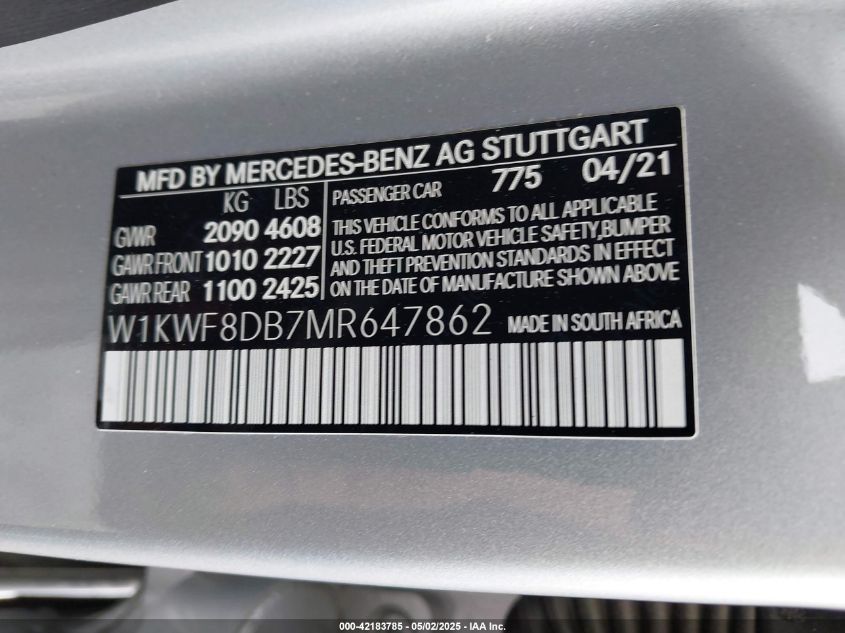 MFD BY MERCEDES-BENZ AG STUTTGART
KG LBS
GVWR 2090 4608
GAWR FRONT 1010 2227
GAWR REAR 1100 2425
PASSENGER CAR 775 04/21
THIS VEHICLE CONFORMS TO ALL APPLICABLE
U.S. FEDERAL MOTOR VEHICLE SAFETY,BUMPER
AND THEFT PREVENTION STANDARDS IN EFFECT
ON THE DATE OF MANUFACTURE SHOWN ABOVE
W1KWF8DB7MR647862 MADE IN SOUTH AFRICA
000-42183785 - 05/02/2025 - IAA Inc.